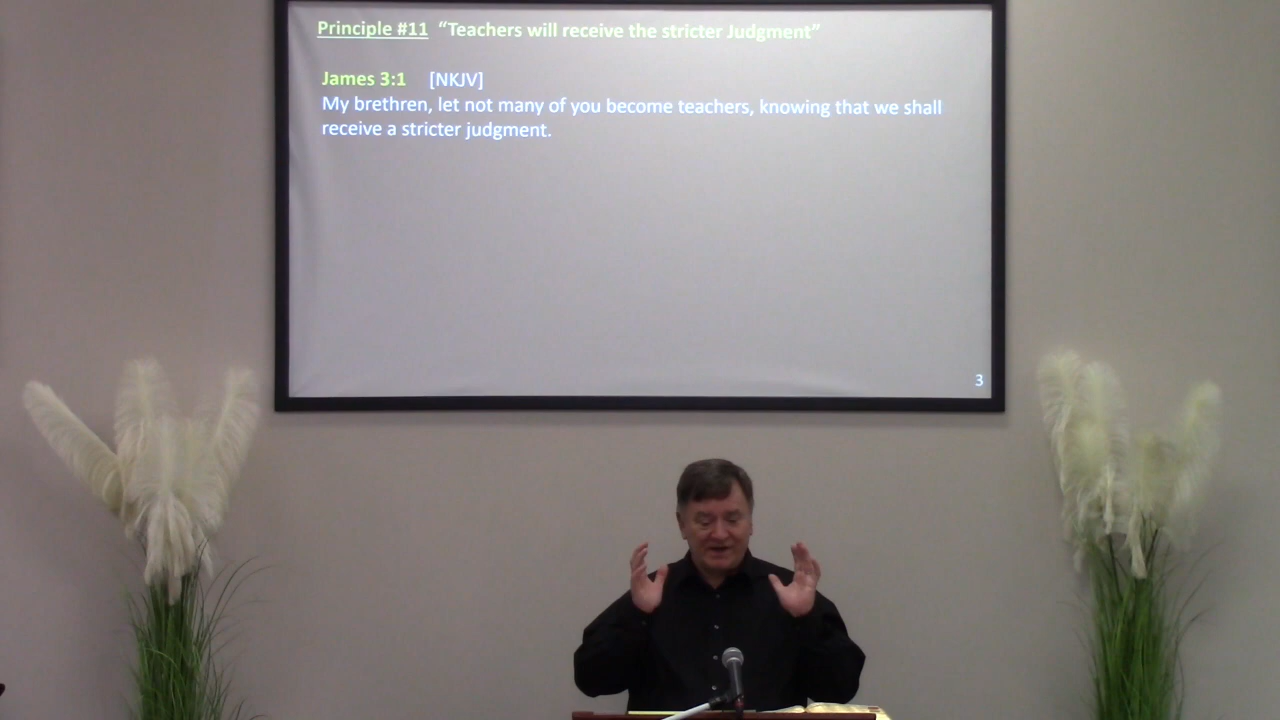 Principle #11 “Teachers will receive the stricter Judgment”
James 3:1 [NKJV]
My brethren, let not many of you become teachers, knowing that we shall
receive a stricter judgment.
3